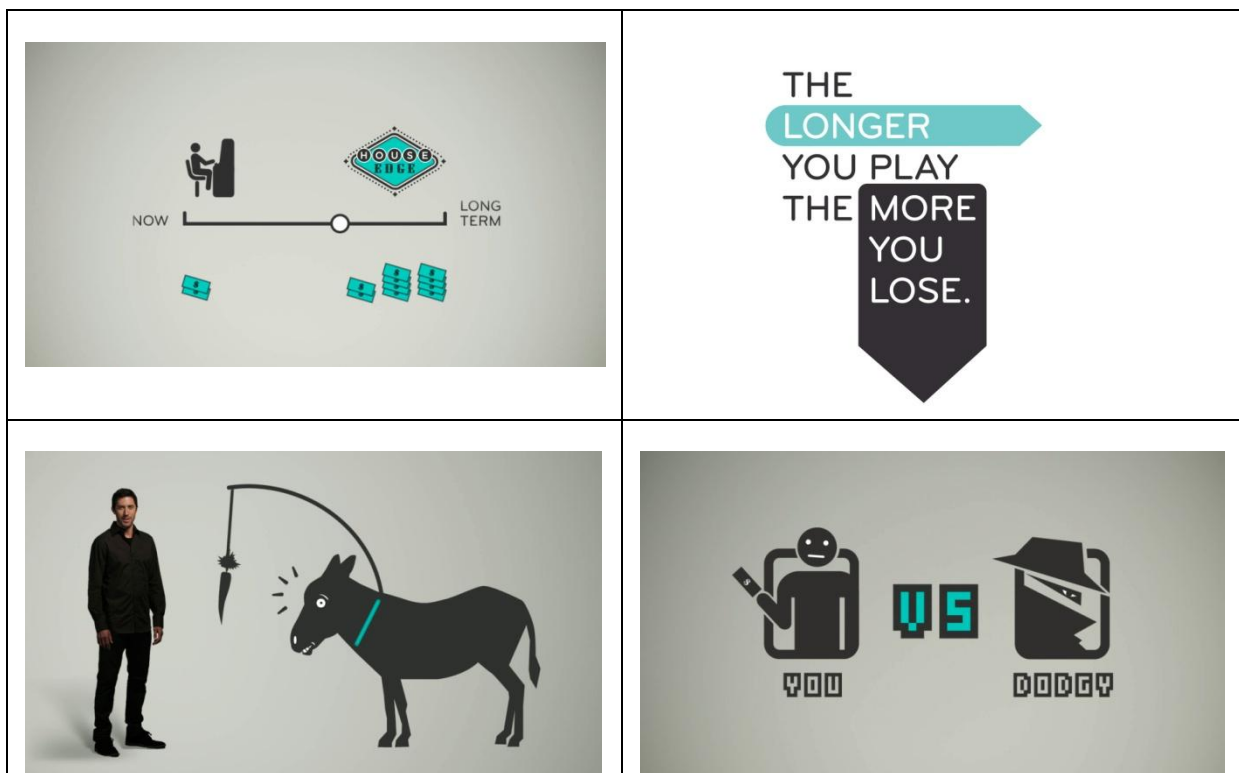 HOUSE
EDGE
NOW
LONG
TERM
THE
LONGER
YOU PLAY
THE MORE
YOU
LOSE.
VS
YOU
DODGY